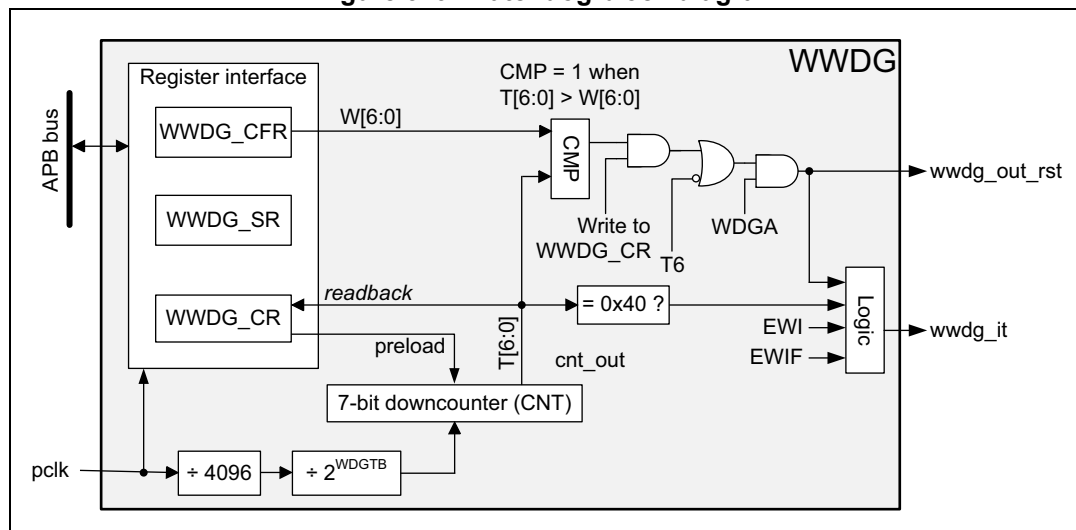 WWDG
Register interface
CMP = 1 when
T[6:0] > W[6:0]
APB bus
WWDG_CFR
W[6:0]
CMP
wwdg_out_rst
WWDG_SR
Write to
WWDG_CR
T6
WDGA
readback
= 0x40 ?
Logic
WWDG_CR
preload
T[6:0]
cnt_out
EWI
EWIF
wwdg_it
7-bit downcounter (CNT)
pclk
÷ 4096
÷ 2WDGTB